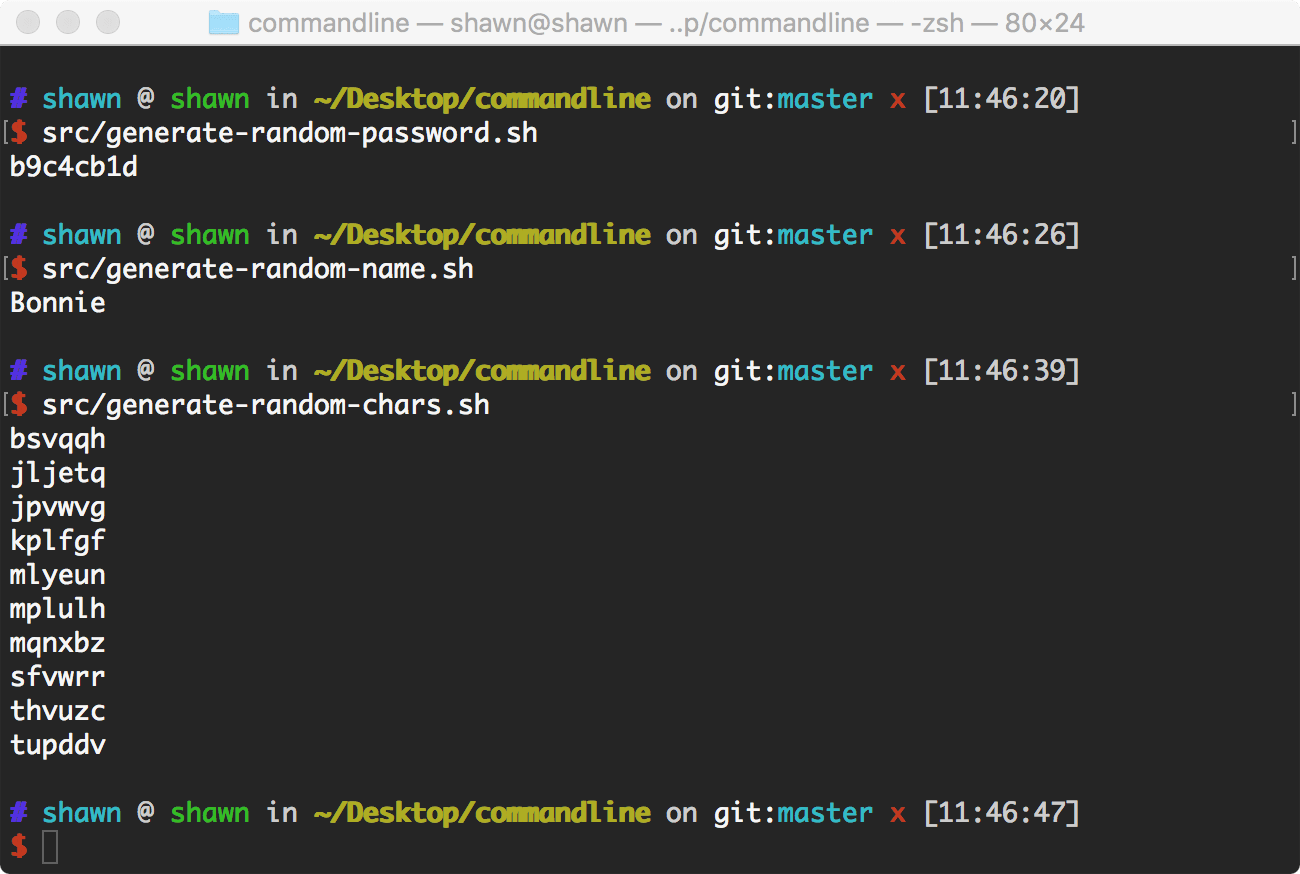 commandline — shawn@shawn — ..p/commandline — -zsh — 80×24
# shawn @ shawn in ~/Desktop/commandline on git:master x [11:46:20]
[$ src/generate-random-password.sh ]
b9c4cb1d
# shawn @ shawn in ~/Desktop/commandline on git:master x [11:46:26]
[$ src/generate-random-name.sh ]
Bonnie
# shawn @ shawn in ~/Desktop/commandline on git:master x [11:46:39]
[$ src/generate-random-chars.sh ]
bsvqqh
jljetq
jpvwvg
kplfgf
mlyeun
mplulh
mqnxbz
sfvwrr
thvuzc
tupddv
# shawn @ shawn in ~/Desktop/commandline on git:master x [11:46:47]
$